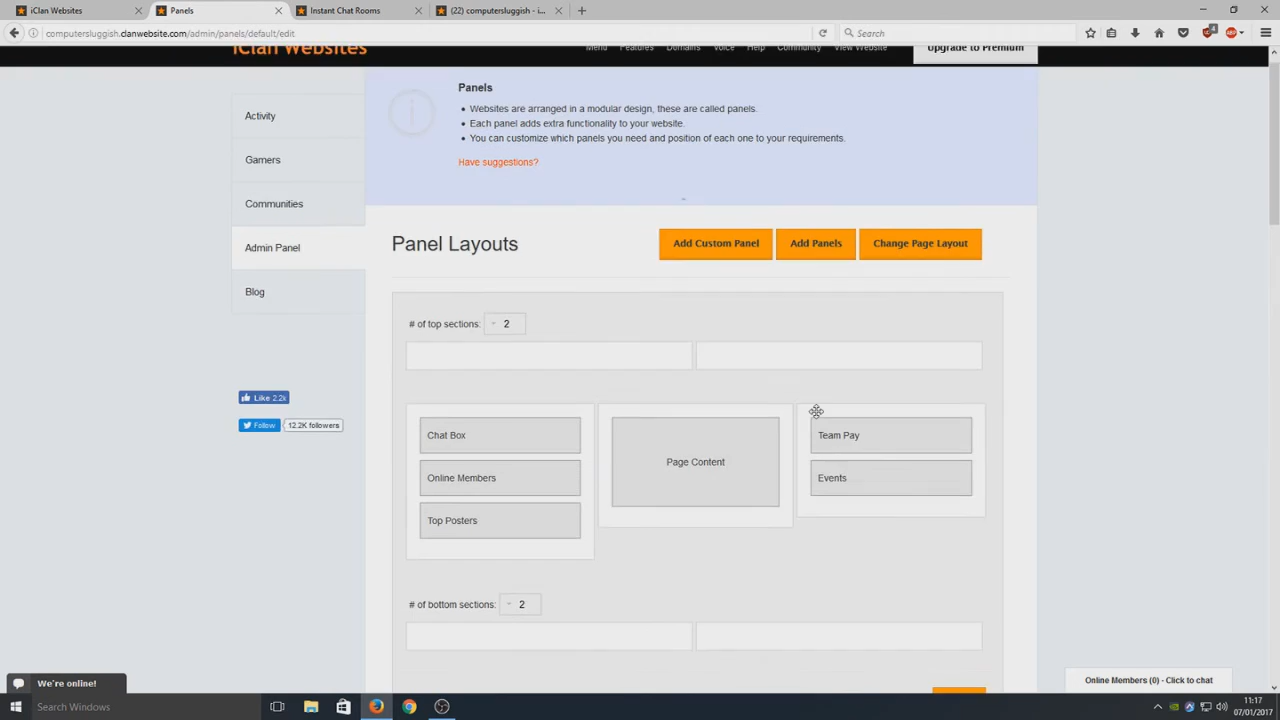 iClan Websites
Panels
Instant Chat Rooms
(22) computersluggish - i...
computersluggish.clanwebsite.com/admin/panels/default/edit
Search
4
iClan Websites
Menu
Features
Domains
Voice
Help
Community
View Website
Upgrade to Premium
Panels
Websites are arranged in a modular design, these are called panels.
Each panel adds extra functionality to your website.
You can customize which panels you need and position of each one to your requirements.
Have suggestions?
Activity
Gamers
Communities
Admin Panel
Blog
Like 2.2k
Follow
12.2K followers
Panel Layouts
Add Custom Panel
Add Panels
Change Page Layout
# of top sections:
2
Chat Box
Online Members
Top Posters
Page Content
Team Pay
Events
# of bottom sections:
2
We're online!
Online Members (0) - Click to chat
Search Windows
11:17
07/01/2017